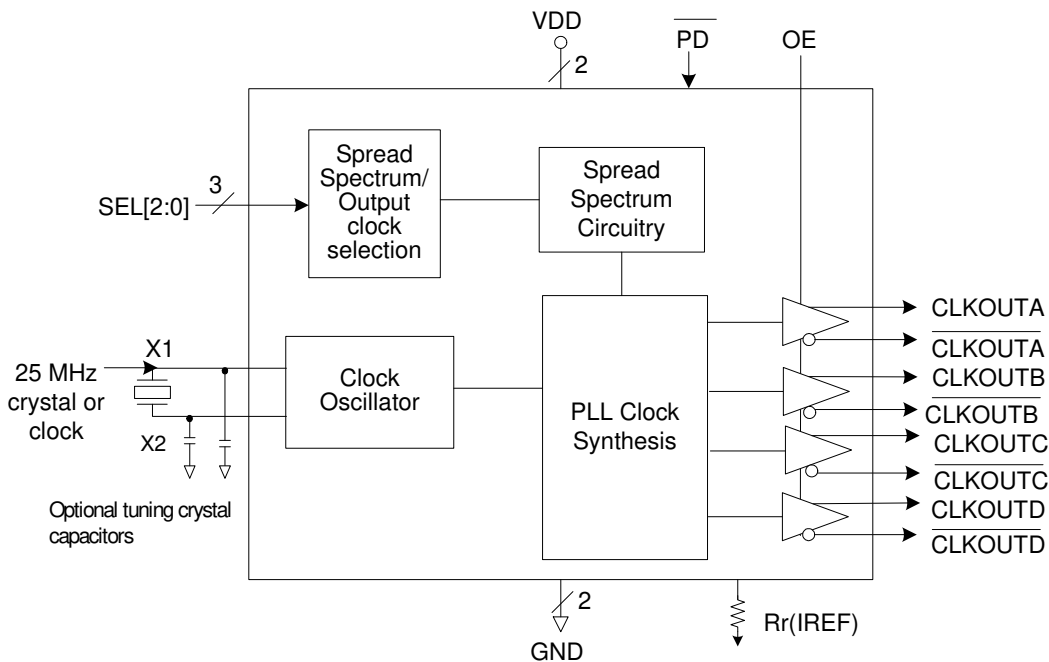 VDD
PD
OE
2
Spread
Spectrum/
Output
clock
selection
Spread
Spectrum
Circuitry
3
SEL[2:0]
CLKOUTA
CLKOUTA
X1
25 MHz
crystal or
clock
Clock
Oscillator
PLL Clock
Synthesis
CLKOUTB
CLKOUTB
X2
CLKOUTC
CLKOUTC
Optional tuning crystal
capacitors
CLKOUTD
CLKOUTD
2
GND
Rr(IREF)